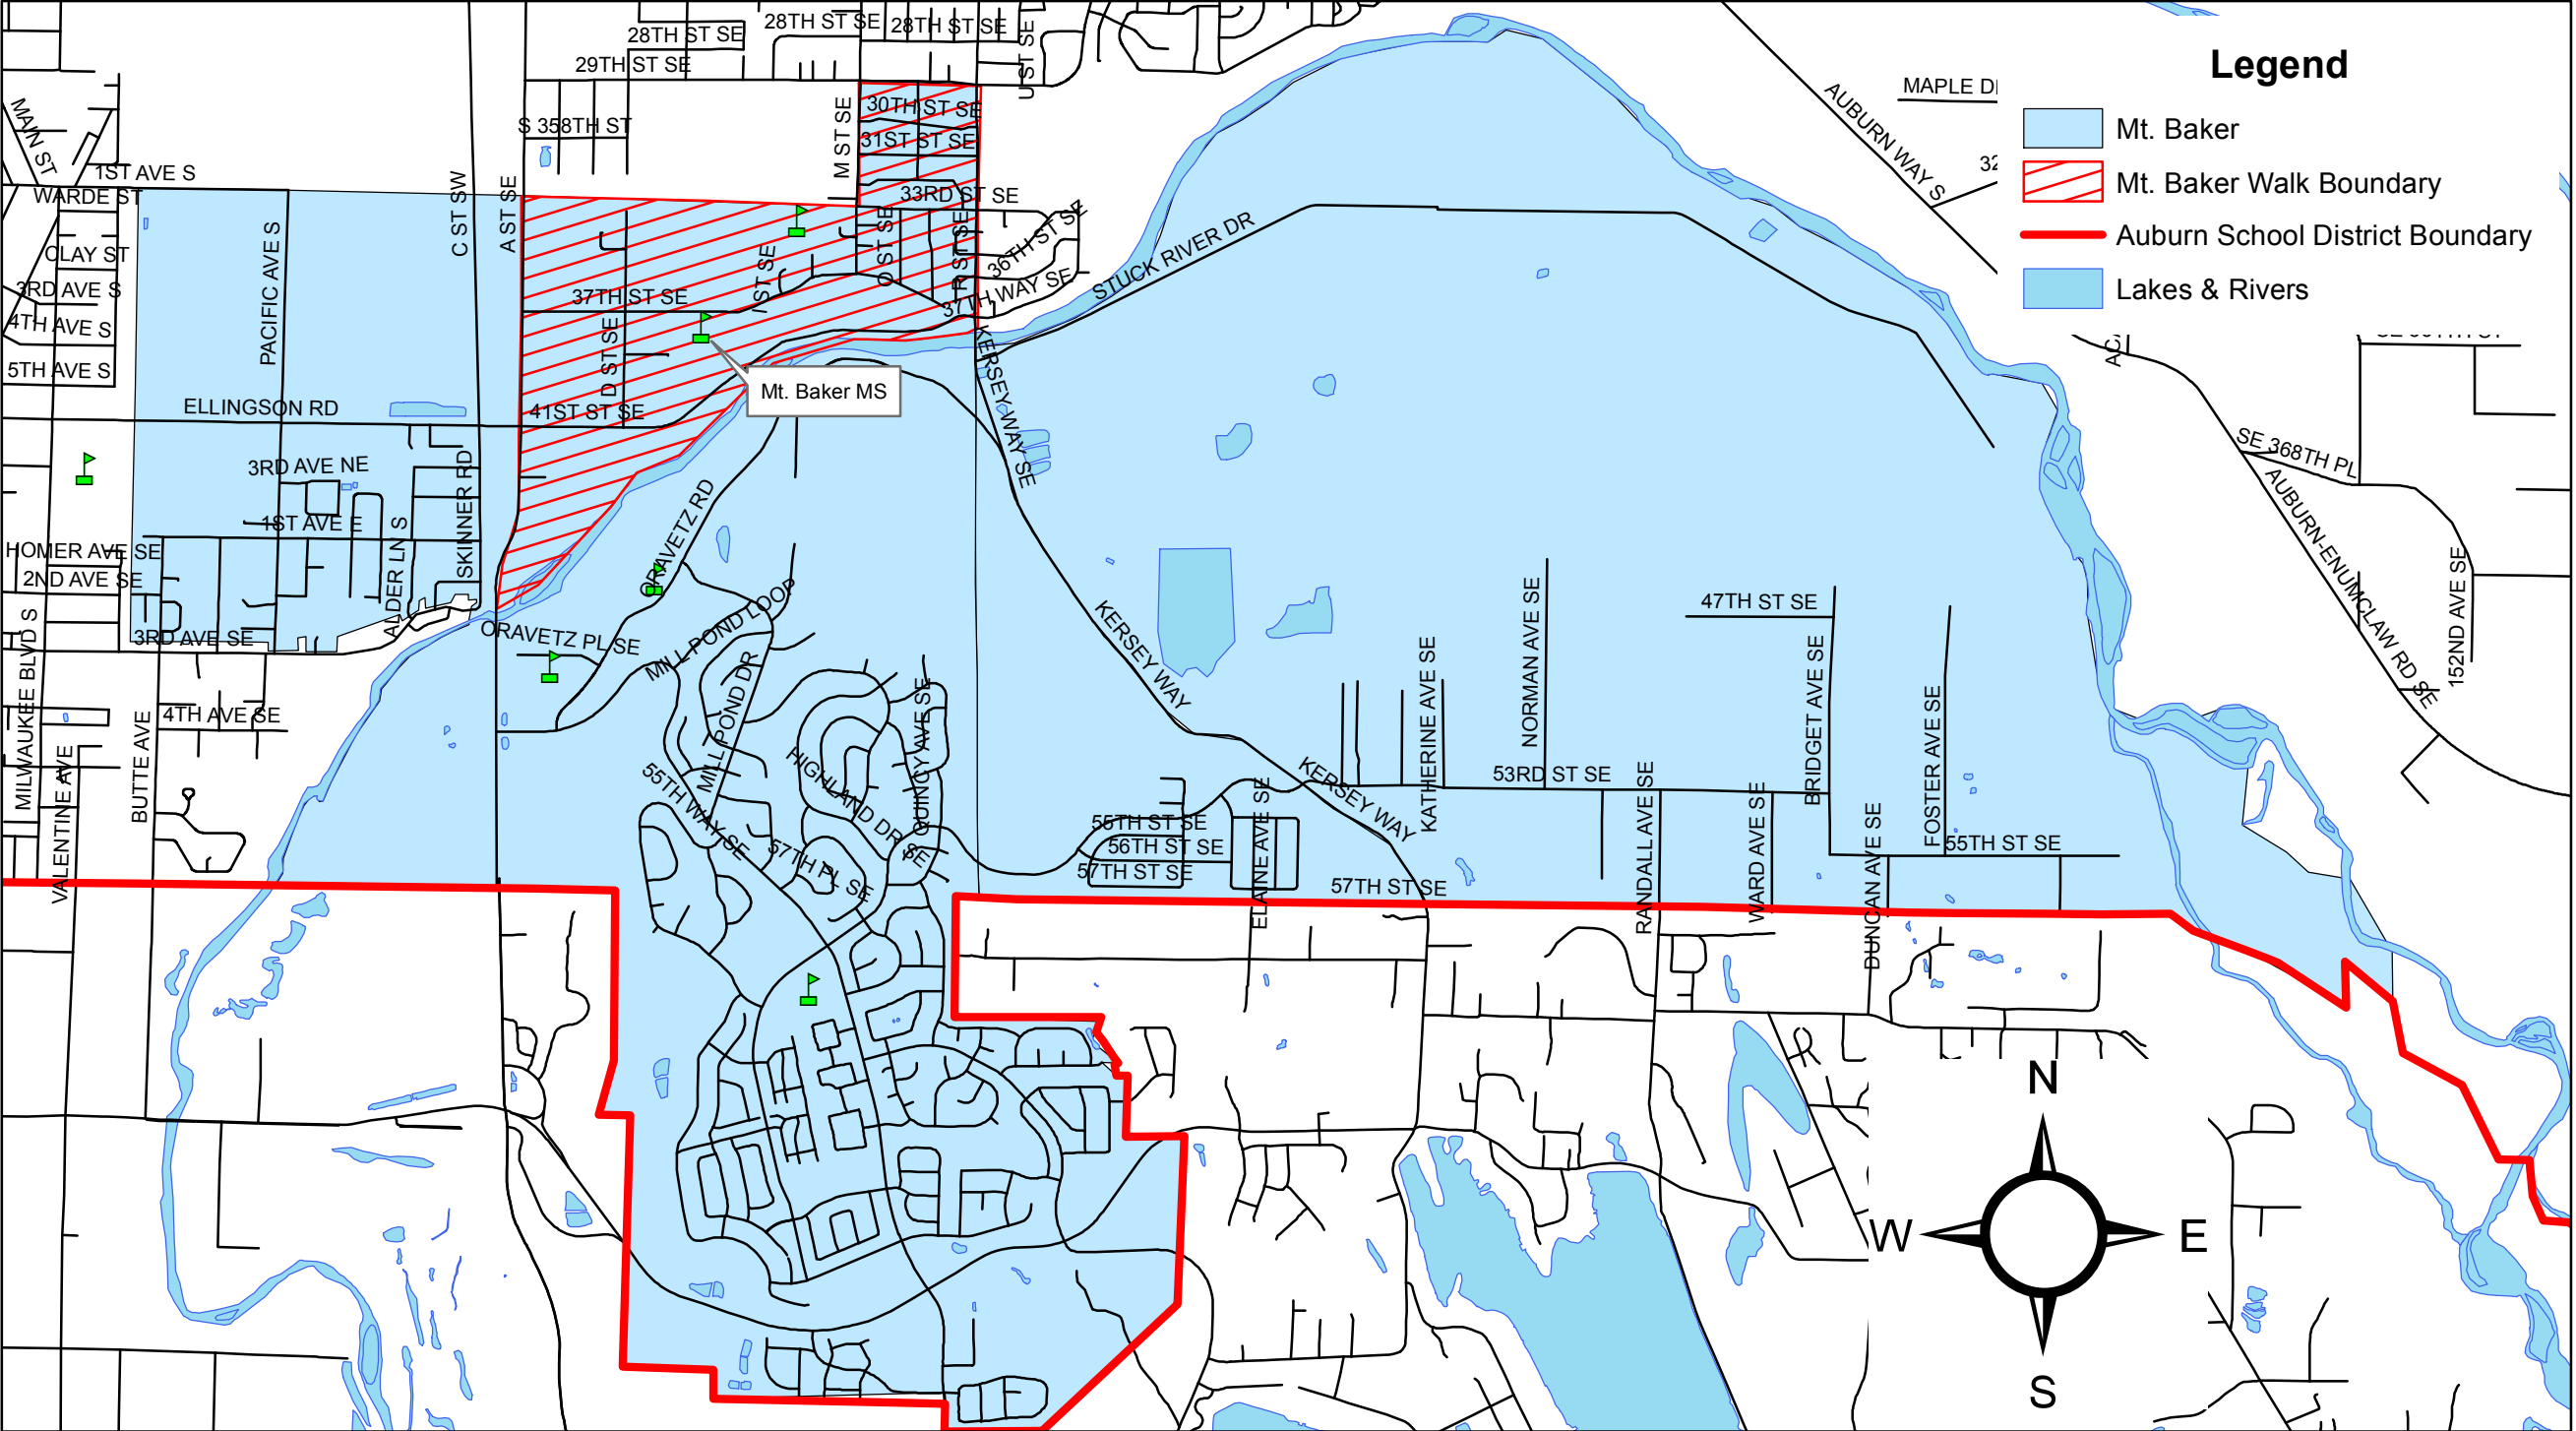 28TH ST SE
28TH ST SE
28TH ST SE
29TH ST SE
U ST SE
MAIN ST
S 358TH ST
M ST SE
30TH ST SE
31ST ST SE
33RD ST SE
1ST AVE S
WARDE ST
CLAY ST
3RD AVE S
4TH AVE S
5TH AVE S
PACIFIC AVE S
C ST SW
A ST SE
I ST SE
O ST SE
R ST SE
36TH ST SE
37TH WAY SE
STUCK RIVER DR
37TH ST SE
D ST SE
41ST ST SE
Mt. Baker MS
KERSEY WAY SE
ELLINGSON RD
3RD AVE NE
1ST AVE E
SKINNER RD
ALDER LN S
HOMER AVE SE
2ND AVE SE
3RD AVE SE
4TH AVE SE
MILWAUKEE BLVD S
VALENTINE AVE
BUTTE AVE
ORAVETZ RD
ORAVETZ PL SE
MILL POND LOOP
MILL POND DR
HIGHLAND DR SE
QUINCY AVE SE
55TH WAY SE
57TH PL SE
KERSEY WAY
KERSEY WAY
55TH ST SE
56TH ST SE
57TH ST SE
ELAINE AVE SE
57TH ST SE
KATHERINE AVE SE
NORMAN AVE SE
53RD ST SE
47TH ST SE
BRIDGET AVE SE
FOSTER AVE SE
RANDALL AVE SE
WARD AVE SE
DUNCAN AVE SE
55TH ST SE
AUBURN WAY S
MAPLE
32
SE 368TH PL
AUBURN-ENUMCLAW RD SE
152ND AVE SE
Legend
Mt. Baker
Mt. Baker Walk Boundary
Auburn School District Boundary
Lakes & Rivers
N
W
E
S